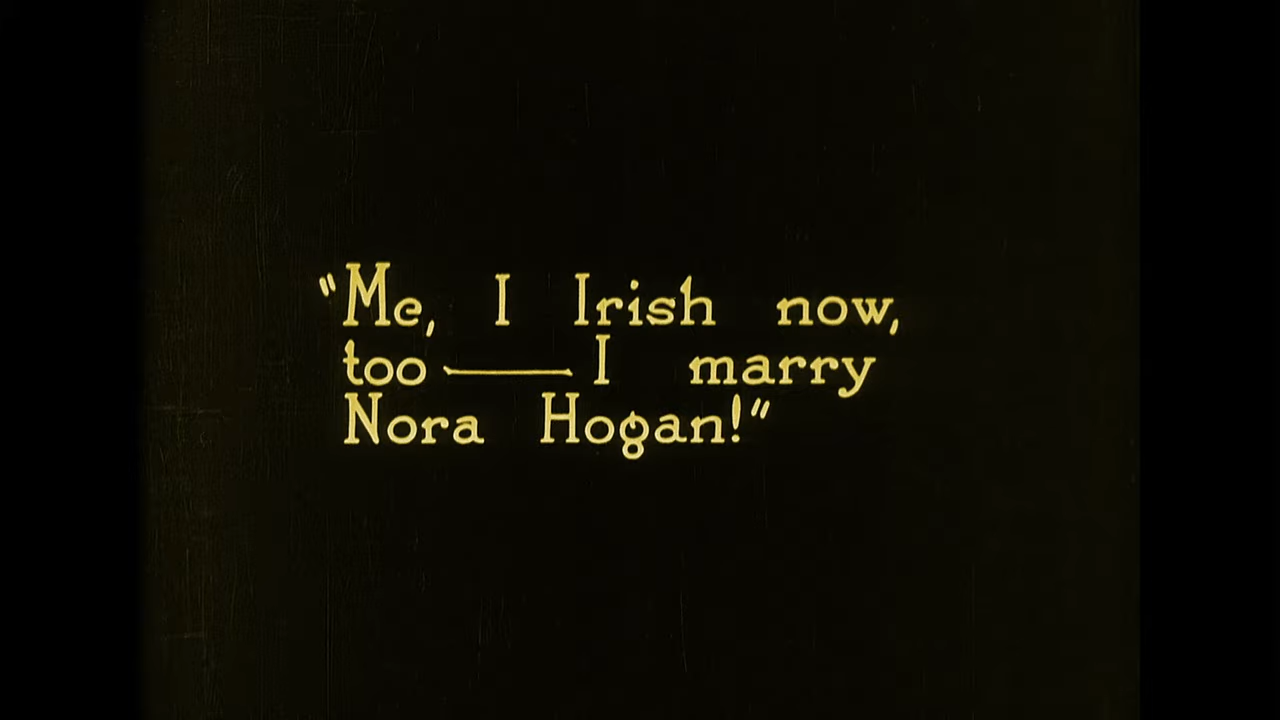 "Me, I Irish now,
too — I marry
Nora Hogan!"